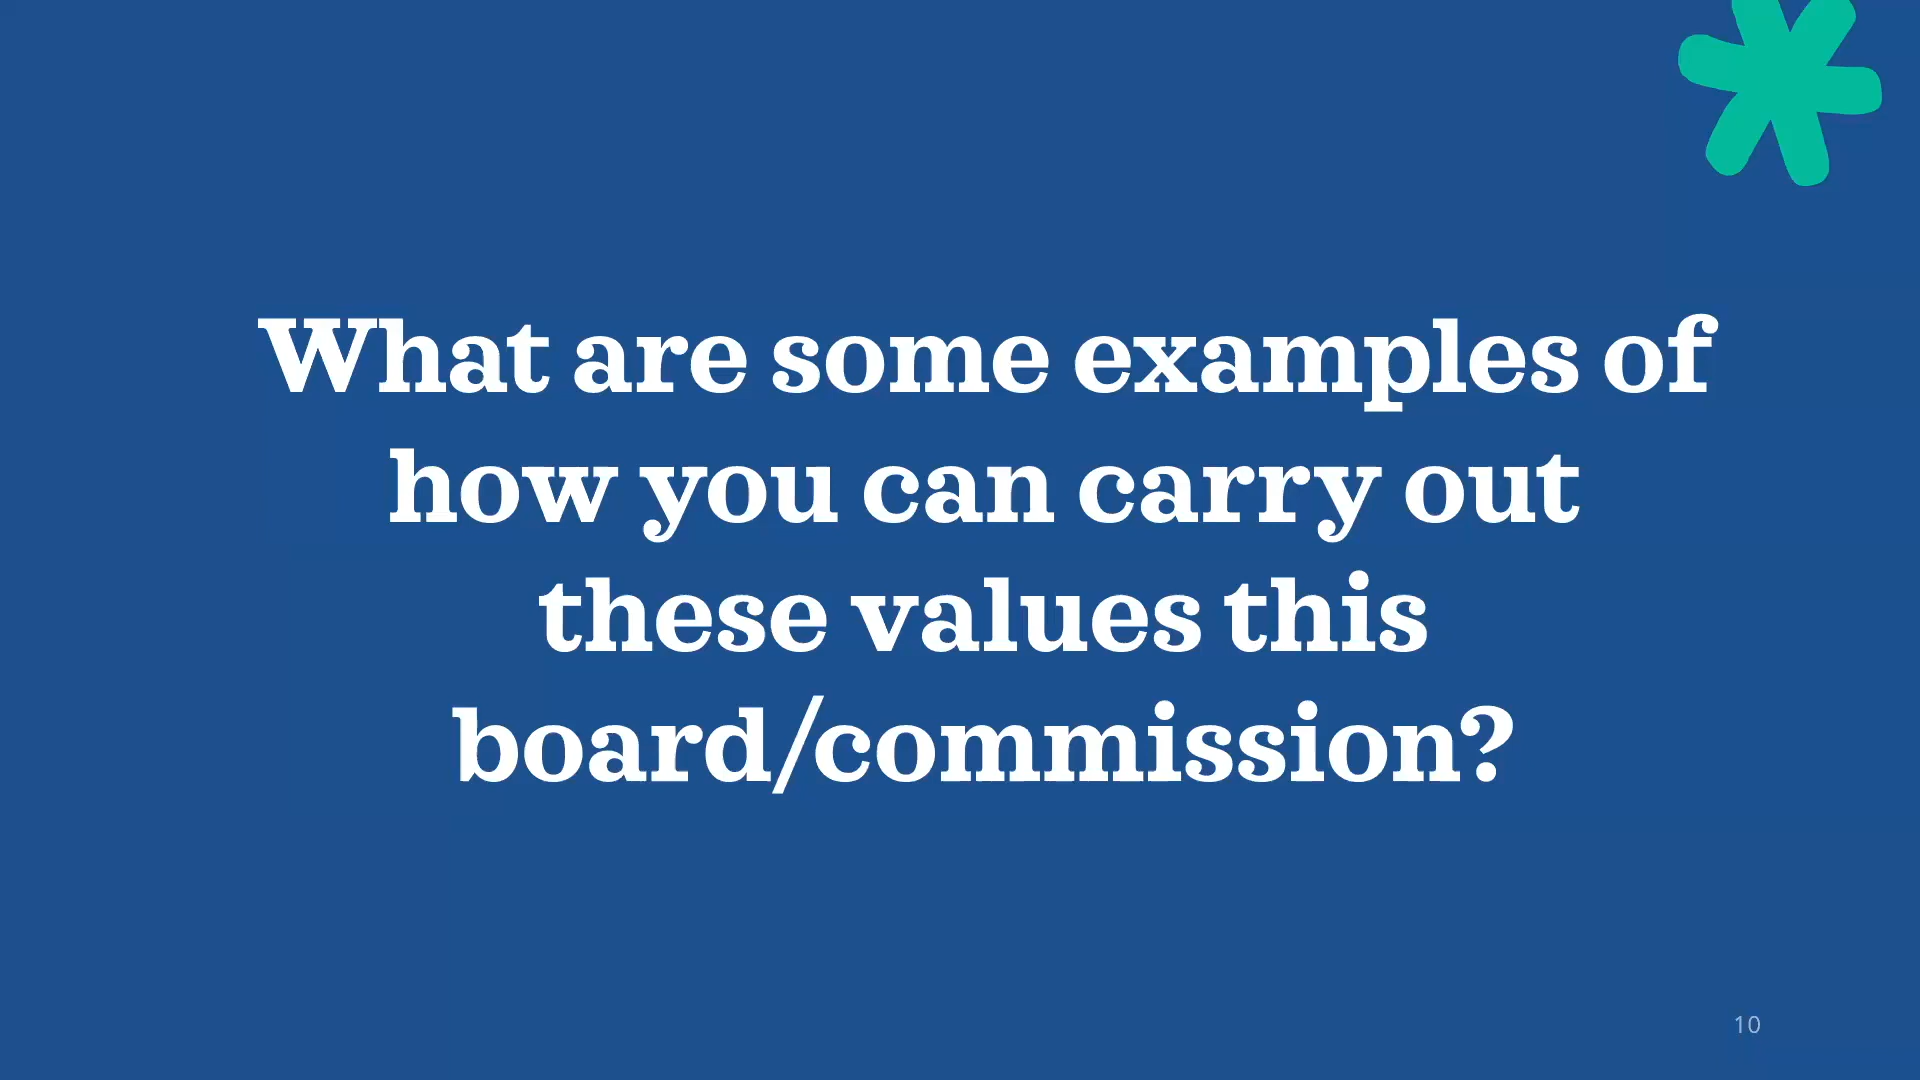 What are some examples of
how you can carry out
these values this
board/commission?
10